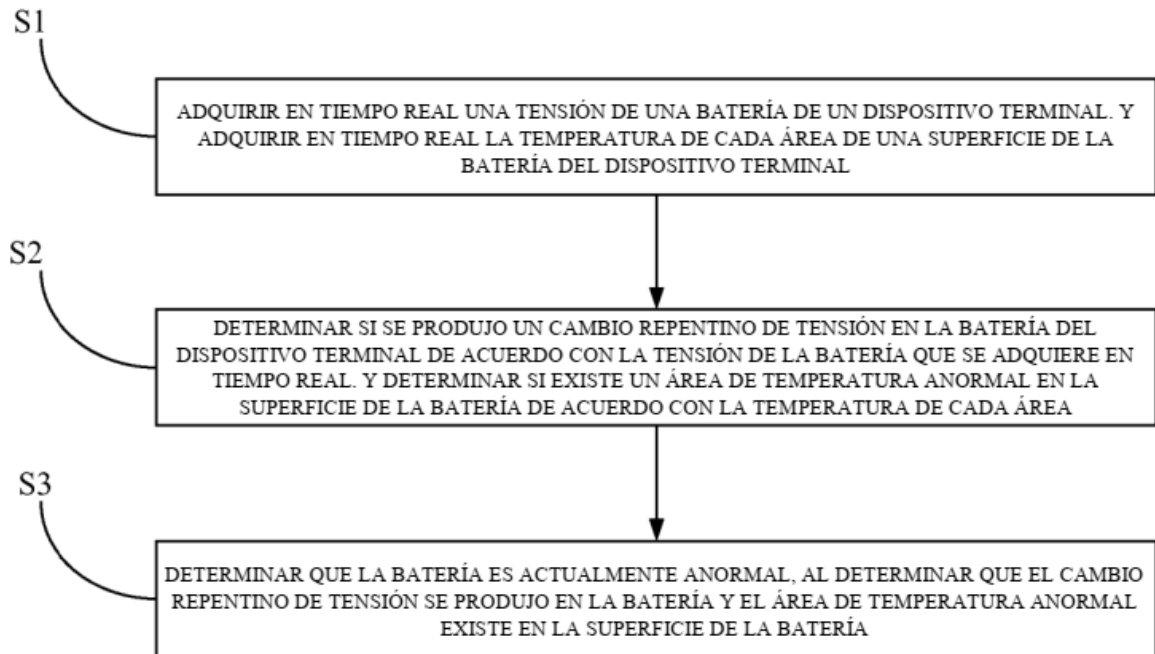 S1
ADQUIRIR EN TIEMPO REAL UNA TENSIÓN DE UNA BATERÍA DE UN DISPOSITIVO TERMINAL. Y
ADQUIRIR EN TIEMPO REAL LA TEMPERATURA DE CADA ÁREA DE UNA SUPERFICIE DE LA
BATERÍA DEL DISPOSITIVO TERMINAL
S2
DETERMINAR SI SE PRODUJO UN CAMBIO REPENTINO DE TENSIÓN EN LA BATERÍA DEL
DISPOSITIVO TERMINAL DE ACUERDO CON LA TENSIÓN DE LA BATERÍA QUE SE ADQUIERE EN
TIEMPO REAL. Y DETERMINAR SI EXISTE UN ÁREA DE TEMPERATURA ANORMAL EN LA
SUPERFICIE DE LA BATERÍA DE ACUERDO CON LA TEMPERATURA DE CADA ÁREA
S3
DETERMINAR QUE LA BATERÍA ES ACTUALMENTE ANORMAL, AL DETERMINAR QUE EL CAMBIO
REPENTINO DE TENSIÓN SE PRODUJO EN LA BATERÍA Y EL ÁREA DE TEMPERATURA ANORMAL
EXISTE EN LA SUPERFICIE DE LA BATERÍA